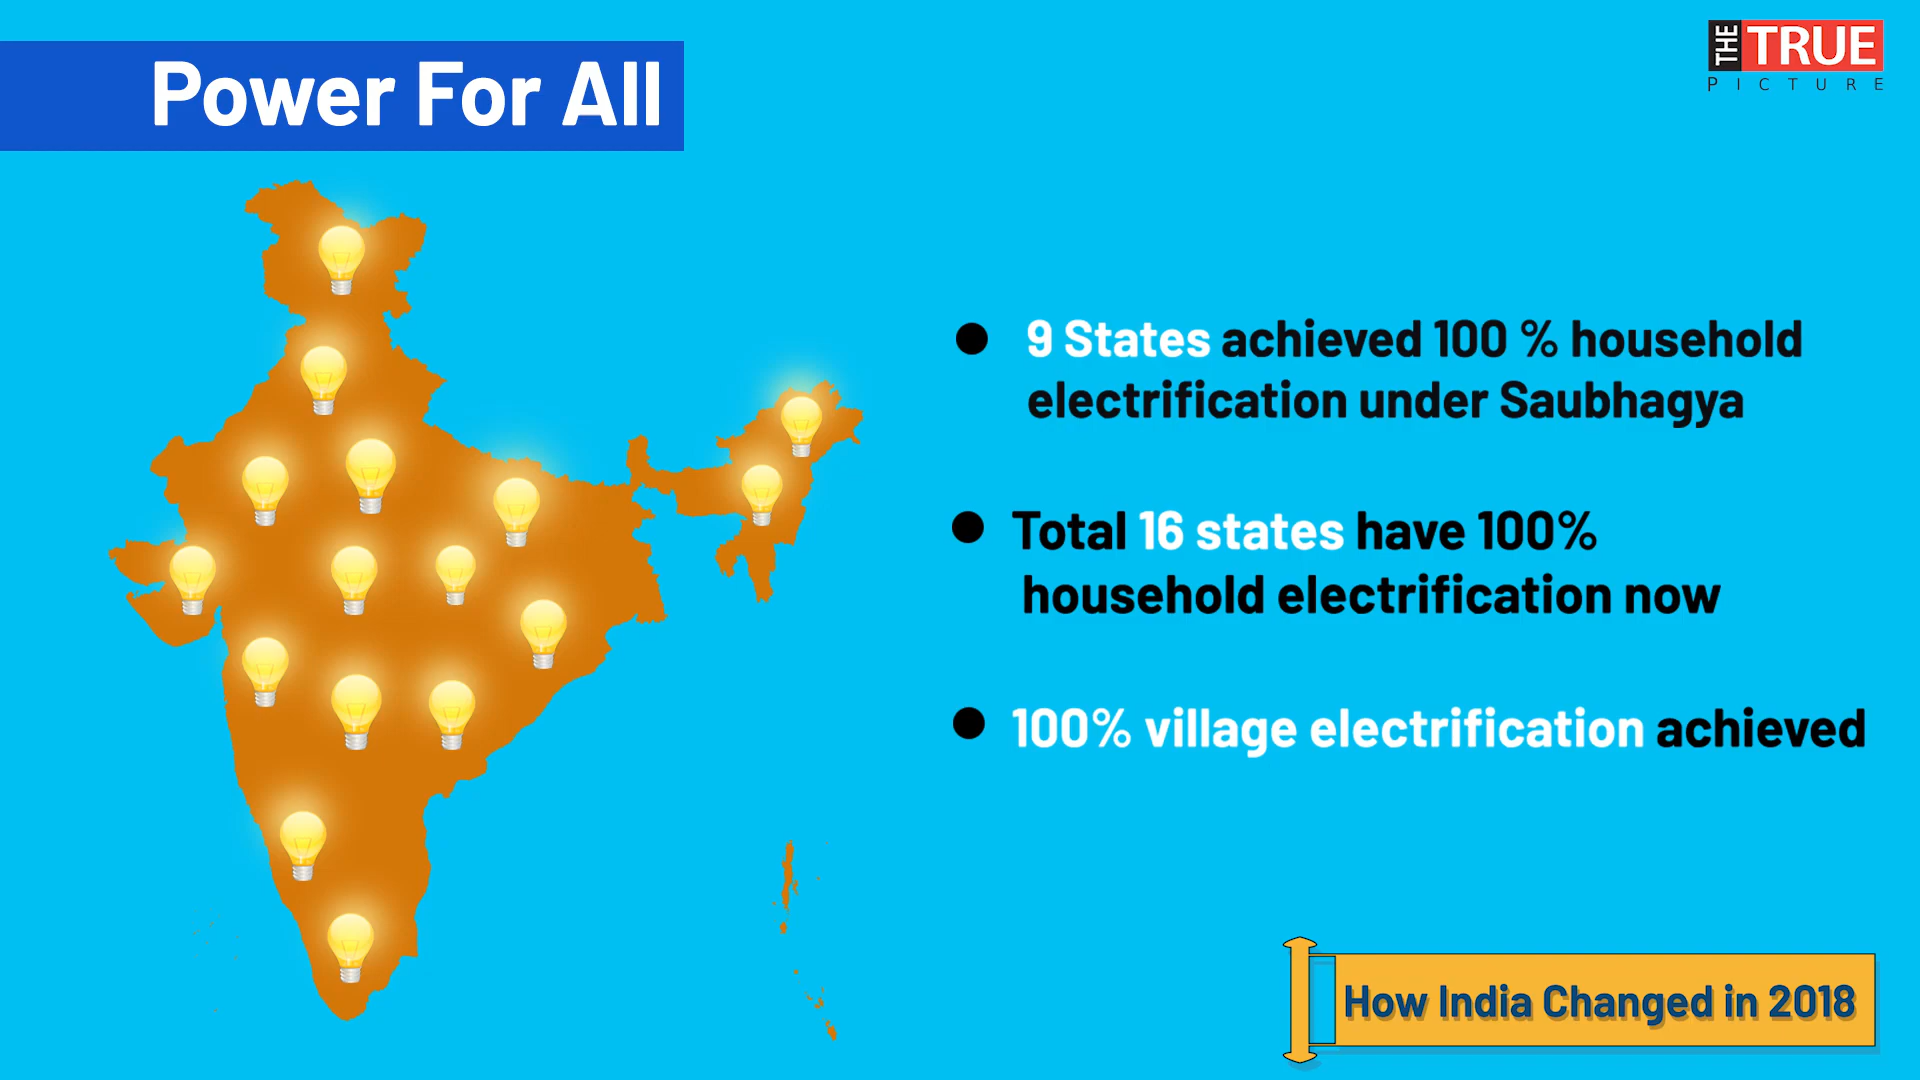 Power For All
THE TRUE
PICTURE
9 States achieved 100 % household
electrification under Saubhagya
Total 16 states have 100%
household electrification now
100% village electrification achieved
How India Changed in 2018